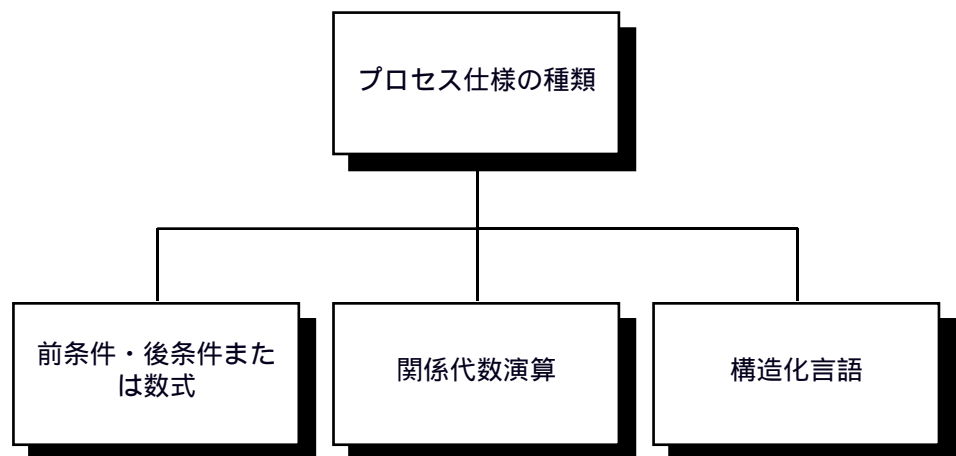 プロセス仕様の種類
前条件・後条件また
は数式
関係代数演算
構造化言語